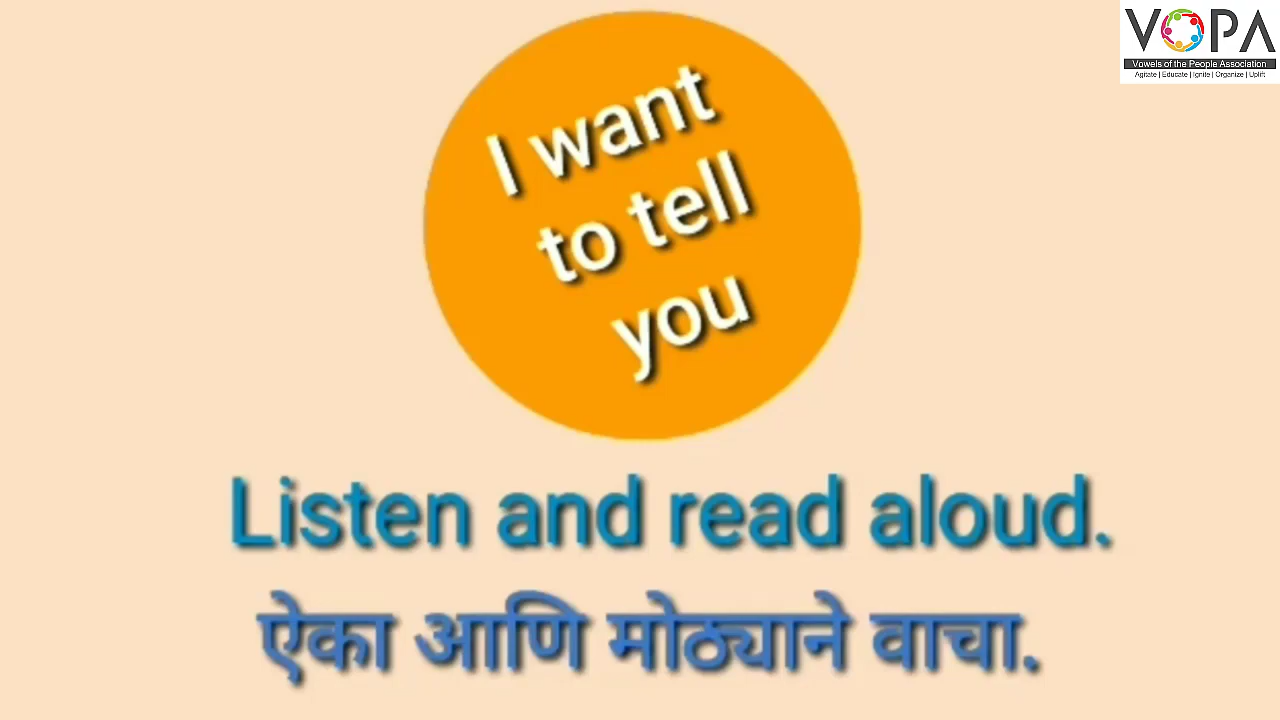 VOPA
Vowels of the People Association
Agitate | Educate | Ignite | Organize | Uplift
I want
to tell
you
Listen and read aloud.
ऐका आणि मोठ्याने वाचा.